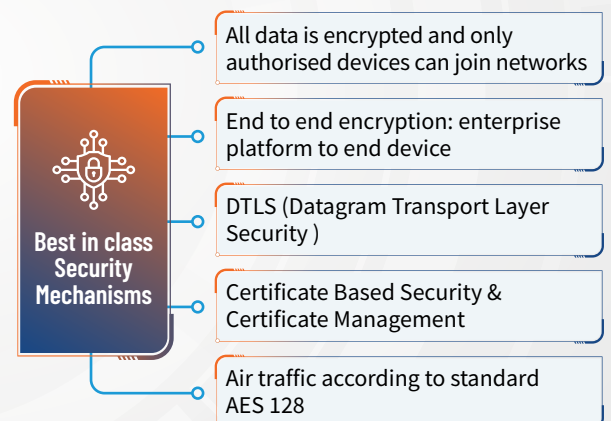 All data is encrypted and only
authorised devices can join networks
End to end encryption: enterprise
platform to end device
Best in class
Security
Mechanisms
DTLS (Datagram Transport Layer
Security )
Certificate Based Security &
Certificate Management
Air traffic according to standard
AES 128